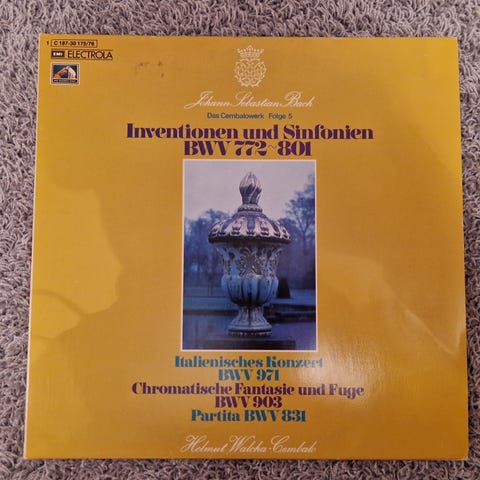 1 C 187-30 173/76
EMI ELECTROLA
Johann Sebastian Bach
Das Cembalowerk Folge 5
Inventionen und Sinfonien
BWV 772~801
Italienisches Konzert
BWV 971
Chromatische Fantasie und Fuge
BWV 903
Partita BWV 831
Helmut Walcha·Cembalo